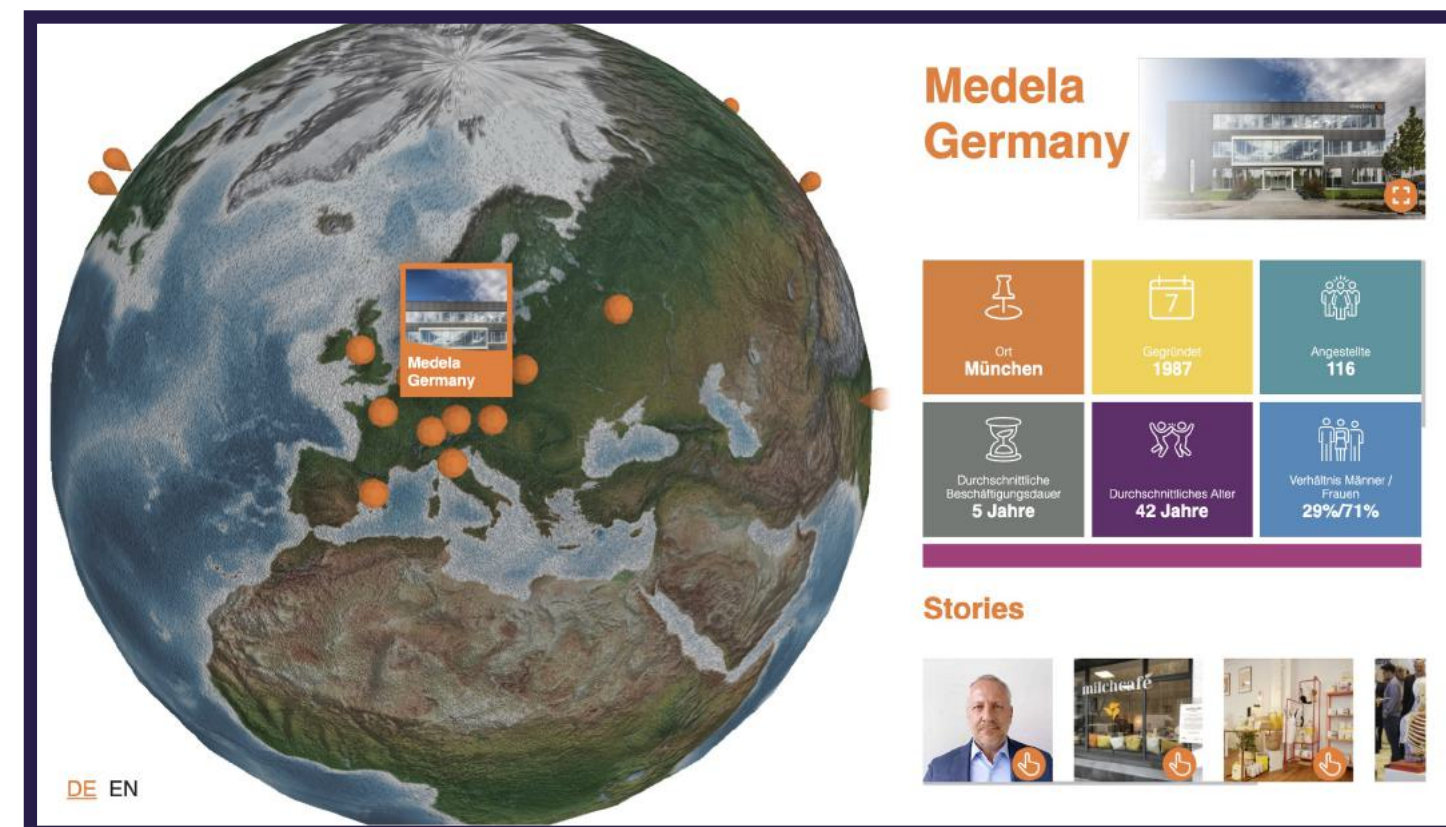 Medela
Germany
medela
Medela
Germany
7
Ort
München
Gegründet
1987
Angestellte
116
Durchschnittliche
Beschäftigungsdauer
5 Jahre
Durchschnittliches Alter
42 Jahre
Verhältnis Männer /
Frauen
29%/71%
Stories
milchcafé
DE EN